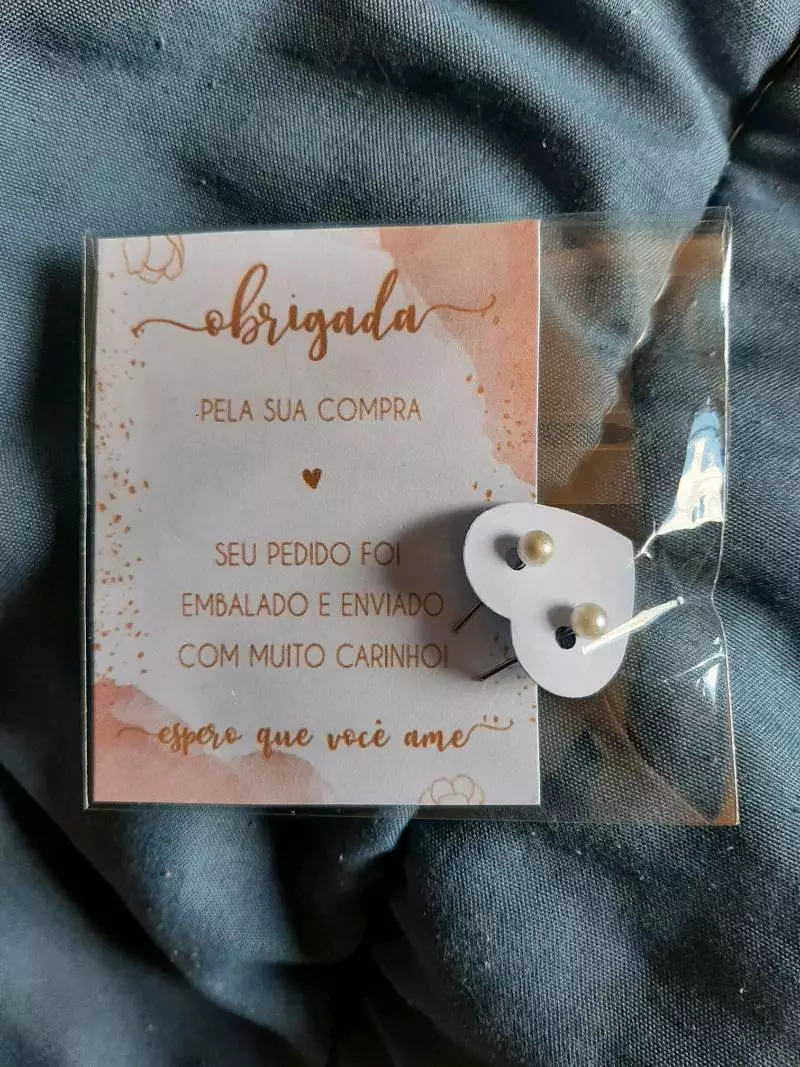 obrigada
PELA SUA COMPRA
SEU PEDIDO FOI
EMBALADO E ENVIADO
COM MUITO CARINHO!
espero que você ame